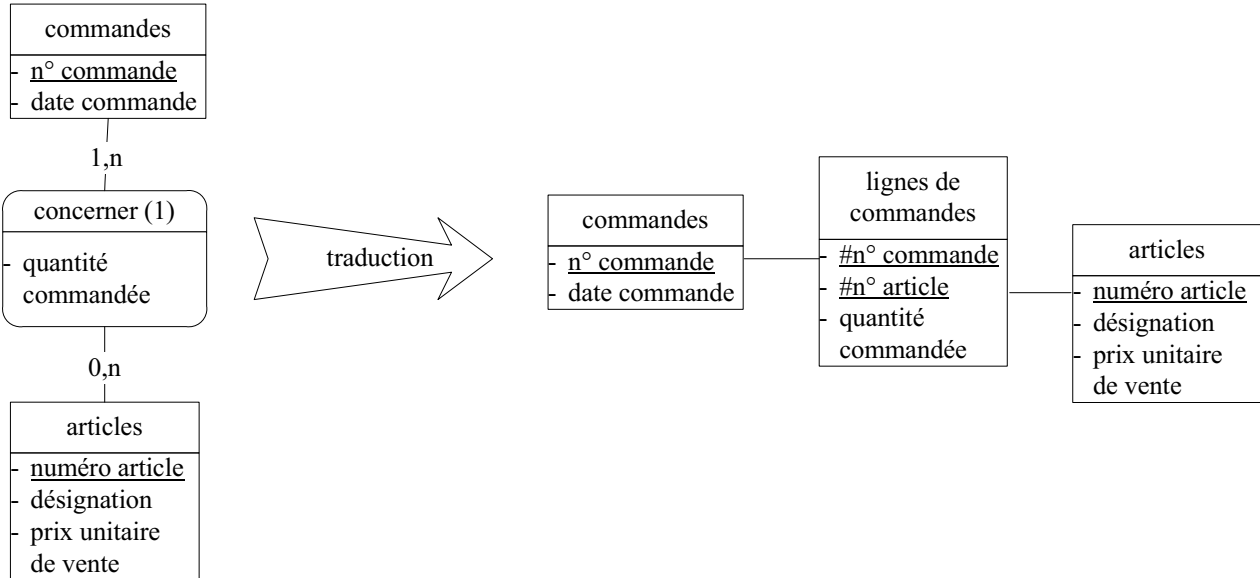 commandes
- n° commande
- date commande
1,n
concerner (1)
- quantité
commandée
0,n
articles
- numéro article
- désignation
- prix unitaire
de vente
traduction
commandes
- n° commande
- date commande
lignes de
commandes
- #n° commande
- #n° article
- quantité
commandée
articles
- numéro article
- désignation
- prix unitaire
de vente